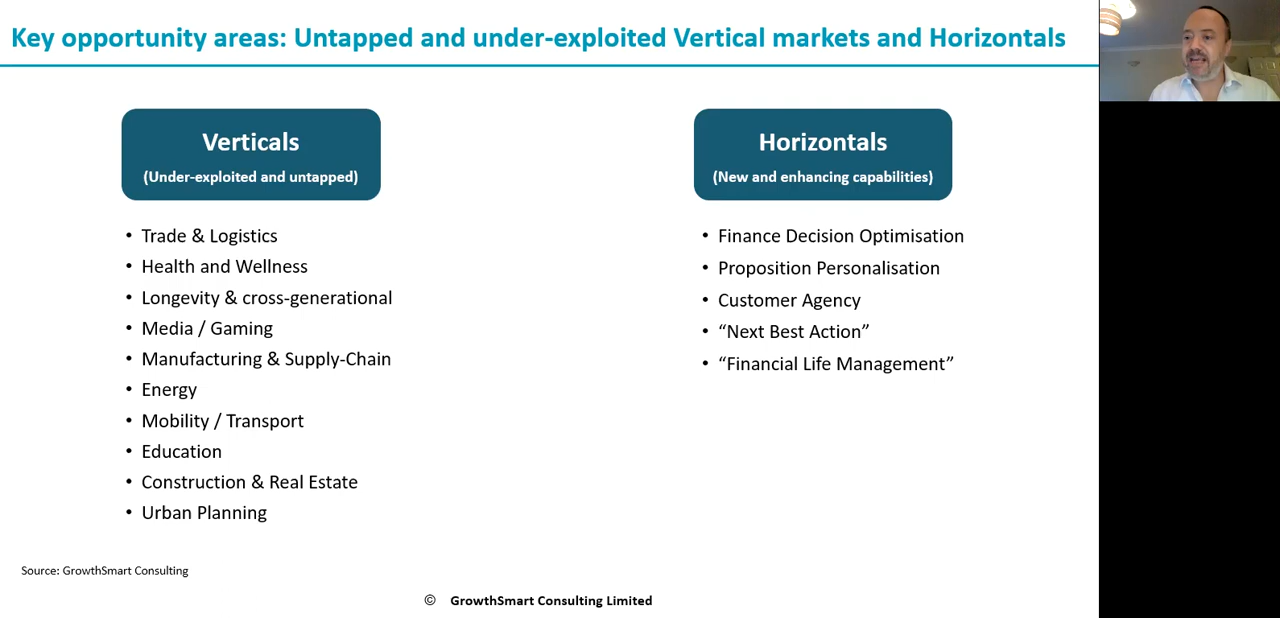 Key opportunity areas: Untapped and under-exploited Vertical markets and Horizontals
Verticals
(Under-exploited and untapped)
• Trade & Logistics
• Health and Wellness
• Longevity & cross-generational
• Media / Gaming
• Manufacturing & Supply-Chain
• Energy
• Mobility / Transport
• Education
• Construction & Real Estate
• Urban Planning
Horizontals
(New and enhancing capabilities)
• Finance Decision Optimisation
• Proposition Personalisation
• Customer Agency
• “Next Best Action”
• “Financial Life Management”
Source: GrowthSmart Consulting
© GrowthSmart Consulting Limited